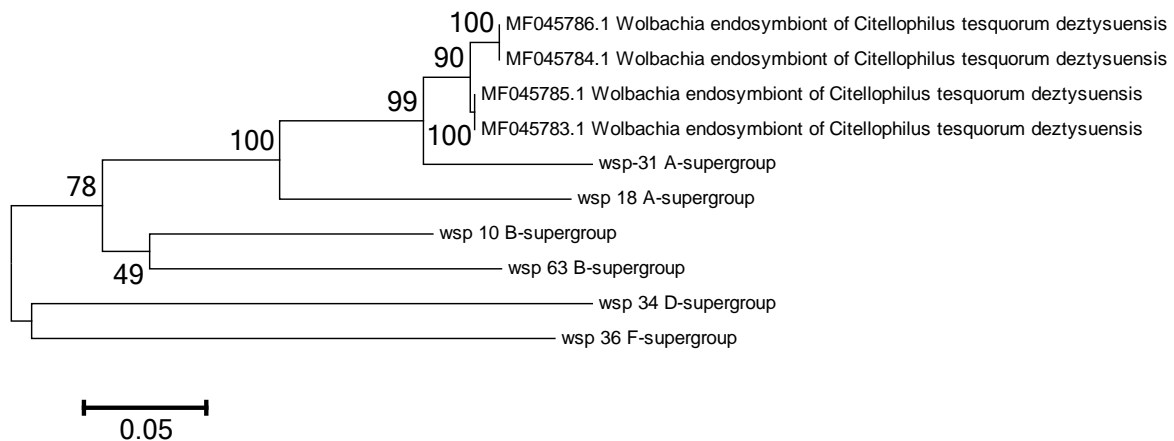 100 MF045786.1 Wolbachia endosymbiont of Citellophilus tesquorum deztysuensis
90 MF045784.1 Wolbachia endosymbiont of Citellophilus tesquorum deztysuensis
99 MF045785.1 Wolbachia endosymbiont of Citellophilus tesquorum deztysuensis
100 100 MF045783.1 Wolbachia endosymbiont of Citellophilus tesquorum deztysuensis
wsp-31 A-supergroup
78 wsp 18 A-supergroup
wsp 10 B-supergroup
49 wsp 63 B-supergroup
wsp 34 D-supergroup
wsp 36 F-supergroup
0.05